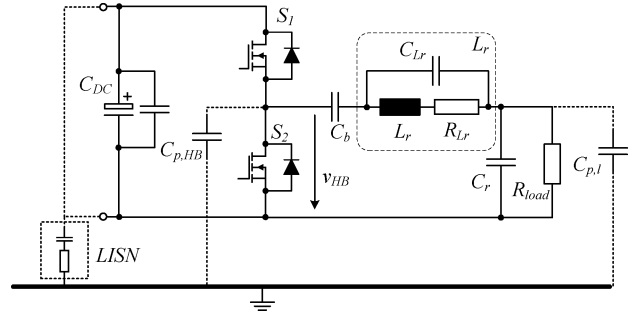 S1
CLr
Lr
CDC
+
Cp,HB
S2
Cb
Lr
RLr
vHB
Cr
Rload
Cp,l
LISN